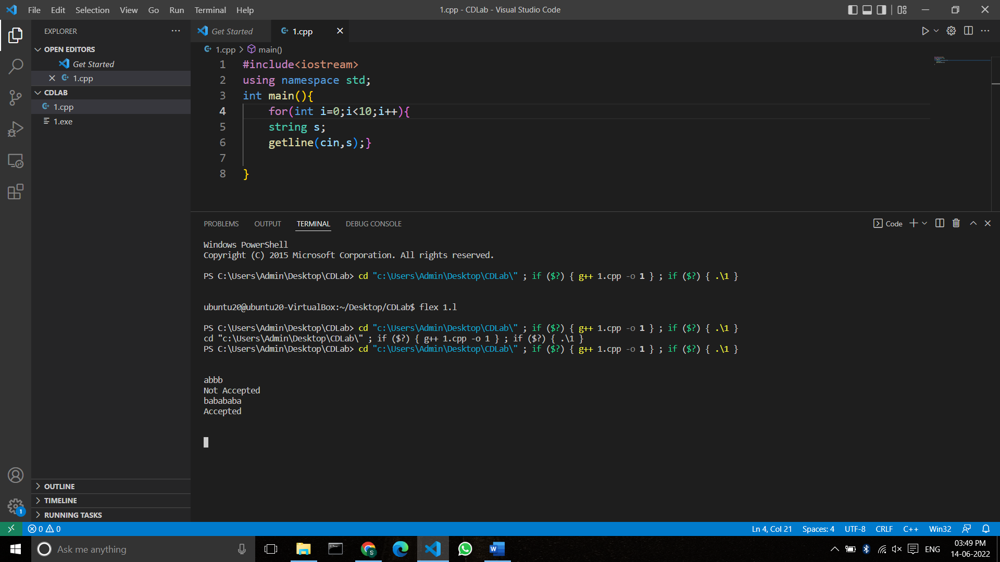 File Edit Selection View Go Run Terminal Help
1.cpp - CDLab - Visual Studio Code
EXPLORER
OPEN EDITORS
Get Started
1.cpp
CDLAB
1.cpp
1.exe
OUTLINE
TIMELINE
RUNNING TASKS
Get Started
1.cpp
1.cpp > main()
1 #include<iostream>
2 using namespace std;
3 int main(){
4     for(int i=0;i<10;i++){
5     string s;
6     getline(cin,s);}
7
8 }
PROBLEMS OUTPUT TERMINAL DEBUG CONSOLE
Code
Windows PowerShell
Copyright (C) 2015 Microsoft Corporation. All rights reserved.
PS C:\Users\Admin\Desktop\CDLab> cd "c:\Users\Admin\Desktop\CDLab\" ; if ($?) { g++ 1.cpp -o 1 } ; if ($?) { .\1 }
ubuntu20@ubuntu20-VirtualBox:~/Desktop/CDLab$ flex 1.l
PS C:\Users\Admin\Desktop\CDLab> cd "c:\Users\Admin\Desktop\CDLab\" ; if ($?) { g++ 1.cpp -o 1 } ; if ($?) { .\1 }
cd "c:\Users\Admin\Desktop\CDLab\" ; if ($?) { g++ 1.cpp -o 1 } ; if ($?) { .\1 }
PS C:\Users\Admin\Desktop\CDLab> cd "c:\Users\Admin\Desktop\CDLab\" ; if ($?) { g++ 1.cpp -o 1 } ; if ($?) { .\1 }
abbb
Not Accepted
babababa
Accepted
1
0 0
Ln 4, Col 21 Spaces: 4 UTF-8 CRLF C++ Win32
Ask me anything
S
W
ENG
03:49 PM
14-06-2022